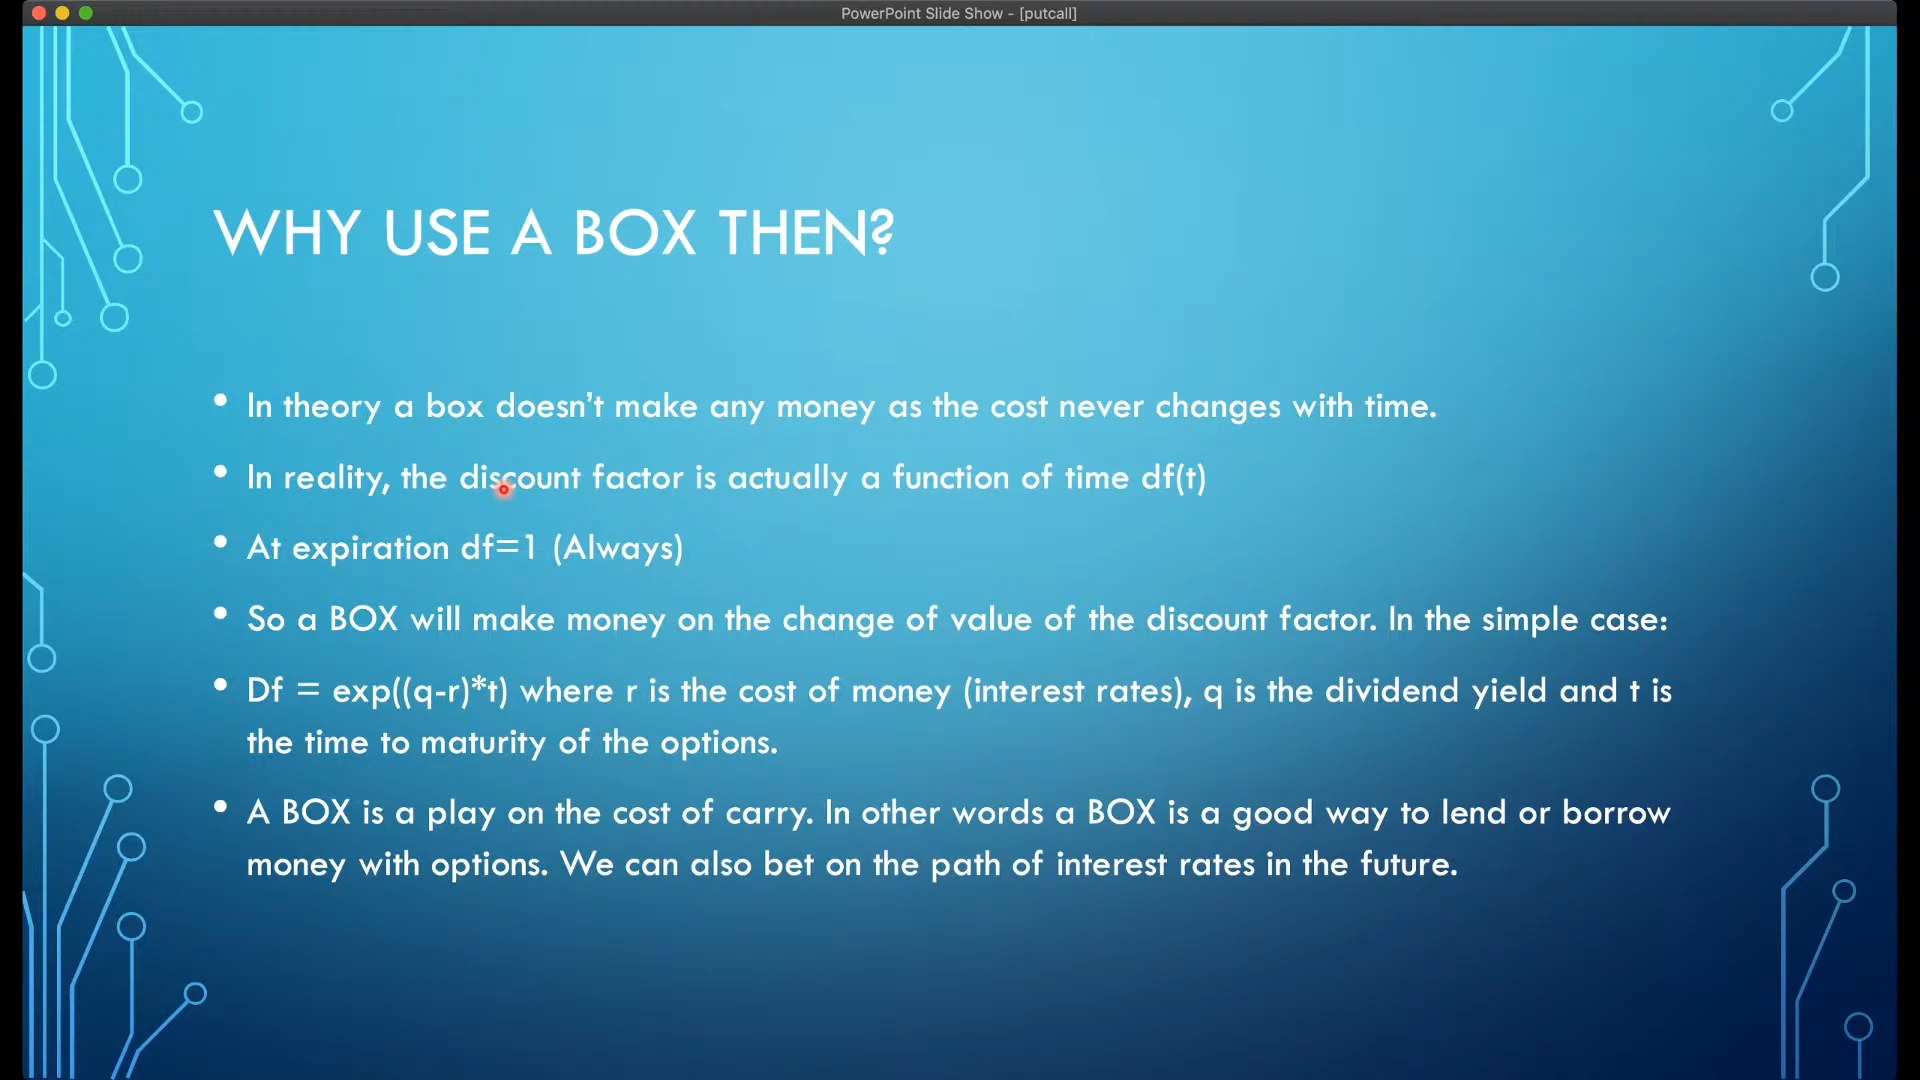 PowerPoint Slide Show - [putcall]
WHY USE A BOX THEN?
• In theory a box doesn't make any money as the cost never changes with time.
• In reality, the discount factor is actually a function of time df(t)
• At expiration df=1 (Always)
• So a BOX will make money on the change of value of the discount factor. In the simple case:
• Df = exp((q-r)*t) where r is the cost of money (interest rates), q is the dividend yield and t is
the time to maturity of the options.
• A BOX is a play on the cost of carry. In other words a BOX is a good way to lend or borrow
money with options. We can also bet on the path of interest rates in the future.